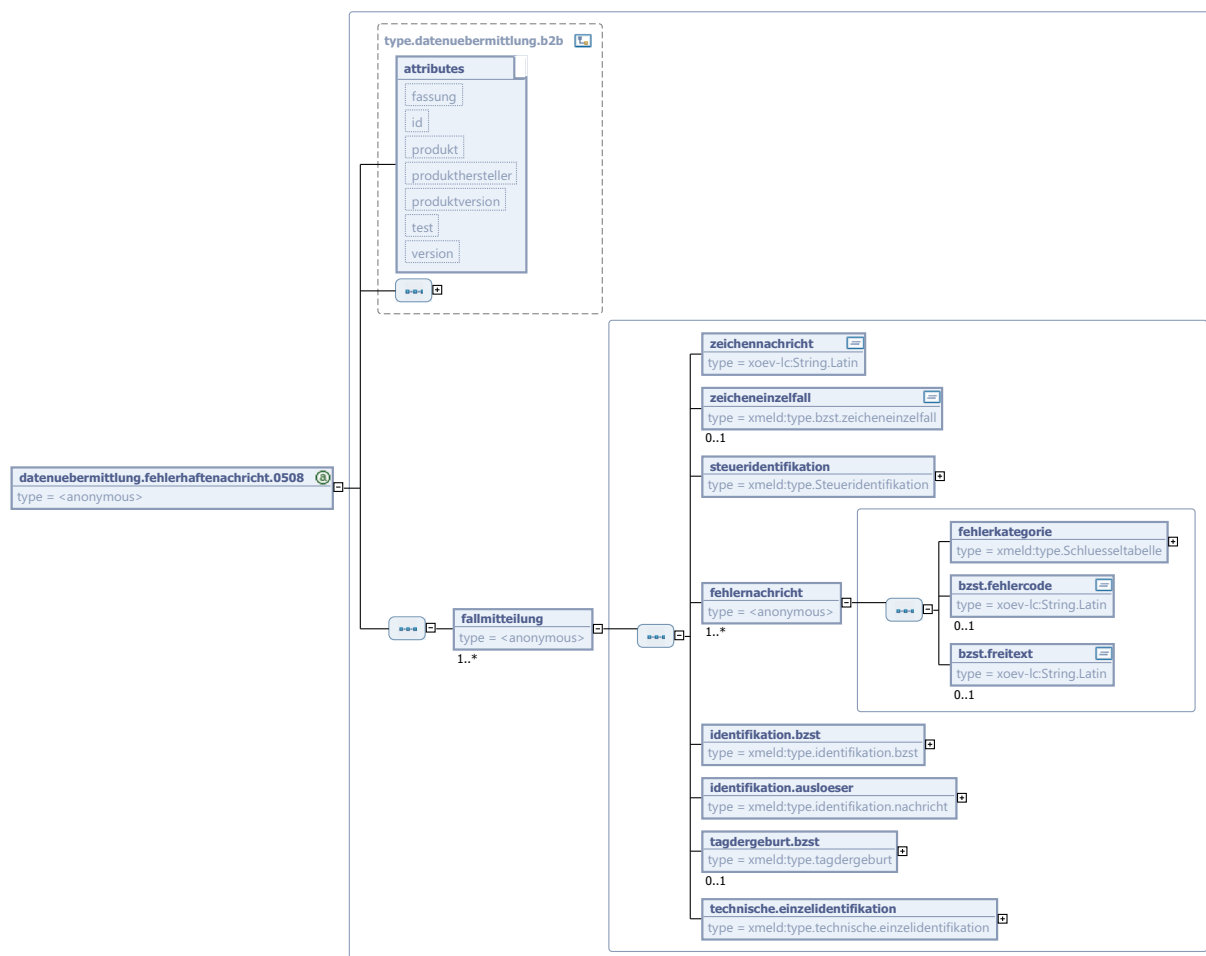 type.datenuebermittlung.b2b
attributes
fassung
id
produkt
produkthersteller
produktversion
test
version
datenuebermittlung.fehlerhaftenachricht.0508
type = <anonymous>
fallmitteilung
type = <anonymous>
1..*
zeichennachricht
type = xoev-lc:String.Latin
zeicheneinzelfall
type = xmeld:type.bzst.zeicheneinzelfall
0..1
steueridentifikation
type = xmeld:type.Steueridentifikation
fehlernachricht
type = <anonymous>
1..*
fehlerkategorie
type = xmeld:type.Schluesseltabelle
bzst.fehlercode
type = xoev-lc:String.Latin
0..1
bzst.freitext
type = xoev-lc:String.Latin
0..1
identifikation.bzst
type = xmeld:type.identifikation.bzst
identifikation.ausloeser
type = xmeld:type.identifikation.nachricht
tagdergeburt.bzst
type = xmeld:type.tagdergeburt
0..1
technische.einzelidentifikation
type = xmeld:type.technische.einzelidentifikation